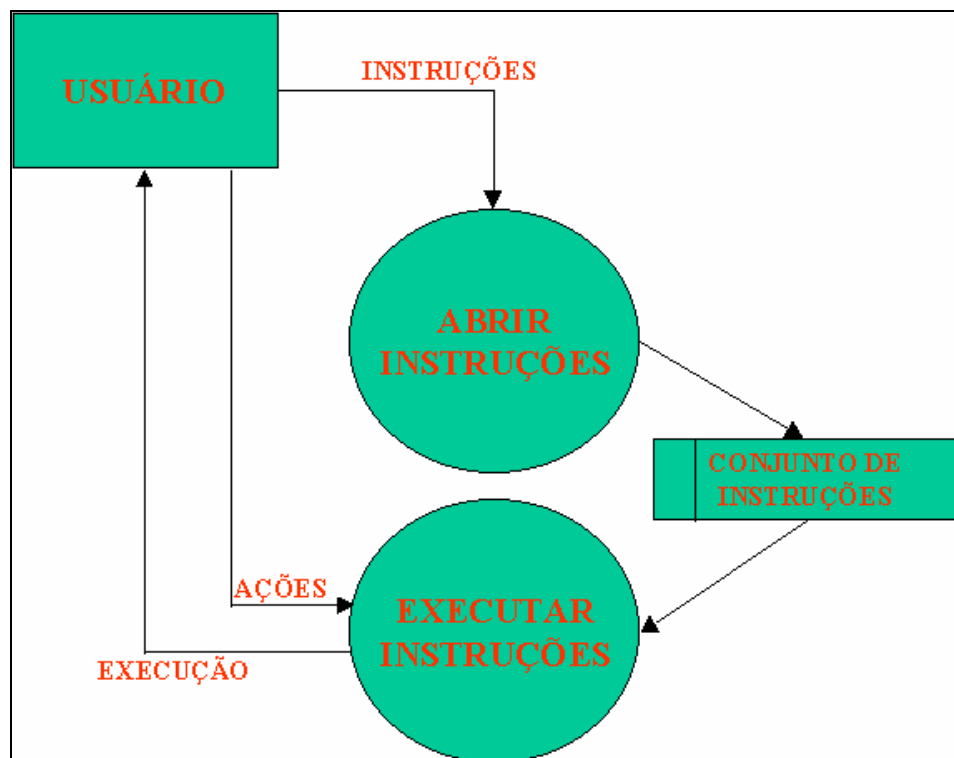 USUÁRIO
INSTRUÇÕES
ABRIR
INSTRUÇÕES
CONJUNTO DE
INSTRUÇÕES
AÇÕES
EXECUTAR
INSTRUÇÕES
EXECUÇÃO